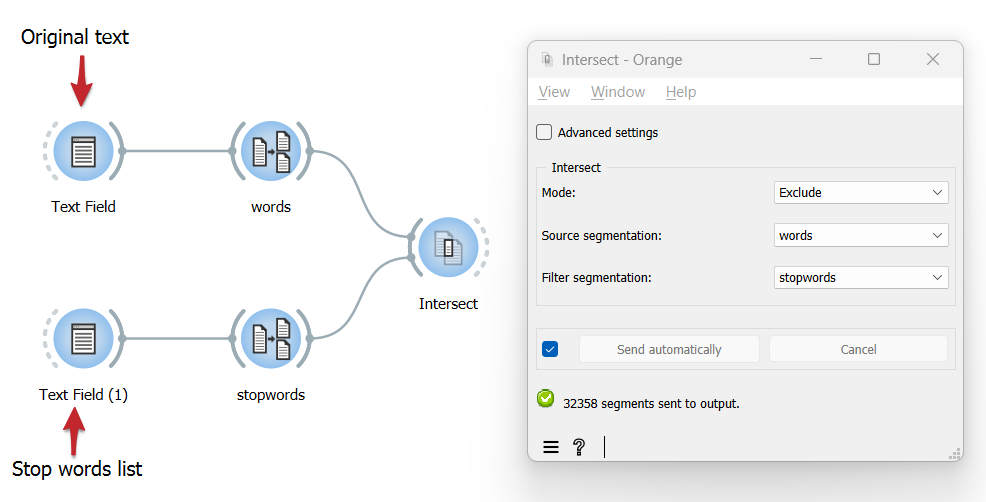 Original text
Text Field
words
Intersect
Text Field (1)
stopwords
Stop words list
Intersect - Orange
View Window Help
Advanced settings
Intersect
Mode: Exclude
Source segmentation: words
Filter segmentation: stopwords
Send automatically Cancel
32358 segments sent to output.
?